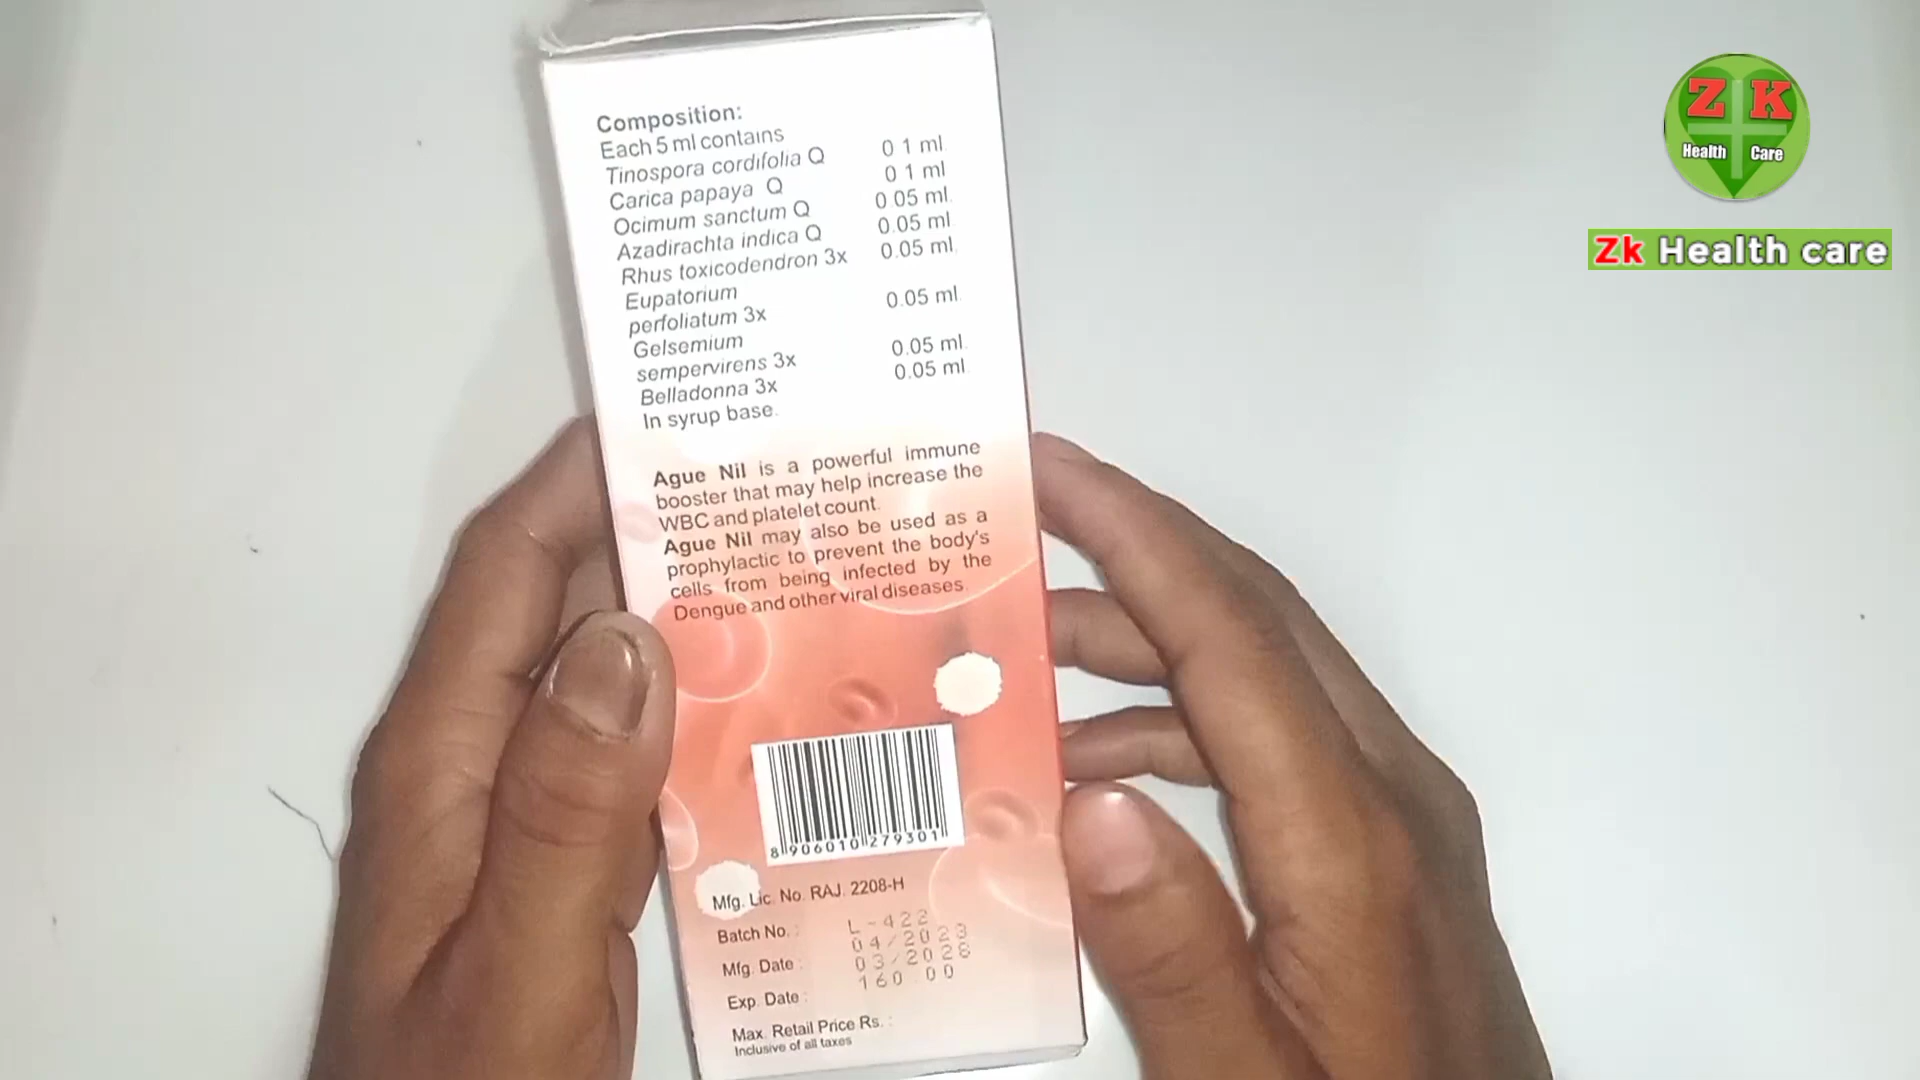 Composition:
Each 5 ml contains
Tinospora cordifolia Q 0 1 ml.
Carica papaya Q 0 1 ml
Ocimum sanctum Q 0 05 ml.
Azadirachta indica Q 0.05 ml
Rhus toxicodendron 3x 0.05 ml.
Eupatorium
perfoliatum 3x 0.05 ml.
Gelsemium
sempervirens 3x 0.05 ml.
Belladonna 3x 0.05 ml
In syrup base.
Ague Nil is a powerful immune
booster that may help increase the
WBC and platelet count.
Ague Nil may also be used as a
prophylactic to prevent the body's
cells from being infected by the
Dengue and other viral diseases.
8 906010 279301
Mfg. Lic. No. RAJ. 2208-H
Batch No. : L-422
Mfg. Date : 04/2023
Exp. Date : 03/2028
Max. Retail Price Rs. : 160 00
Inclusive of all taxes
Z K
Health Care
Zk Health care